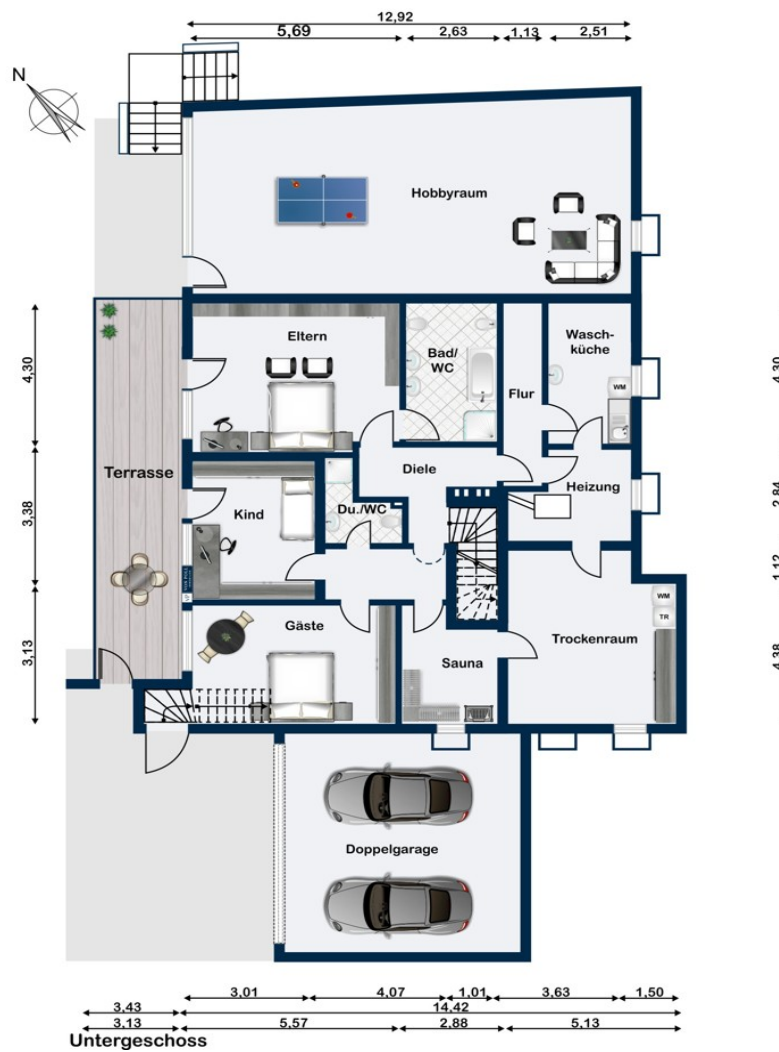 12,92
5,69 2,63 1,13 2,51
N
Hobbyraum
4,30
Eltern
Bad/
WC
Flur
Wasch-
küche
WM
4,30
Terrasse
3,38
Kind
Du./WC
Diele
Heizung
2,84
1,12
3,13
Gäste
Sauna
Trockenraum
WM
TR
4,38
Doppelgarage
3,01 4,07 1,01 3,63 1,50
3,43 14,42
3,13 5,57 2,88 5,13
Untergeschoss